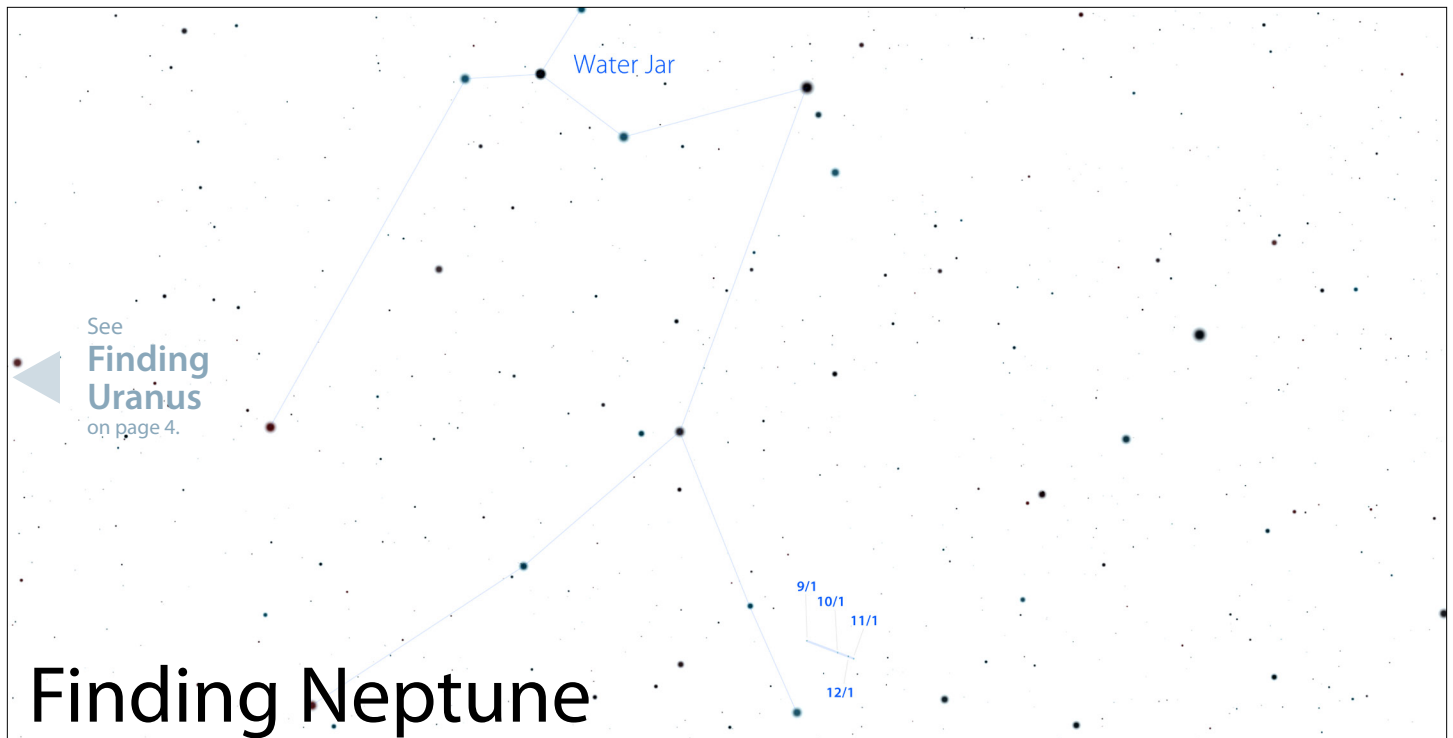 Water Jar
See
Finding
Uranus
on page 4.
9/1
10/1
11/1
12/1
Finding Neptune